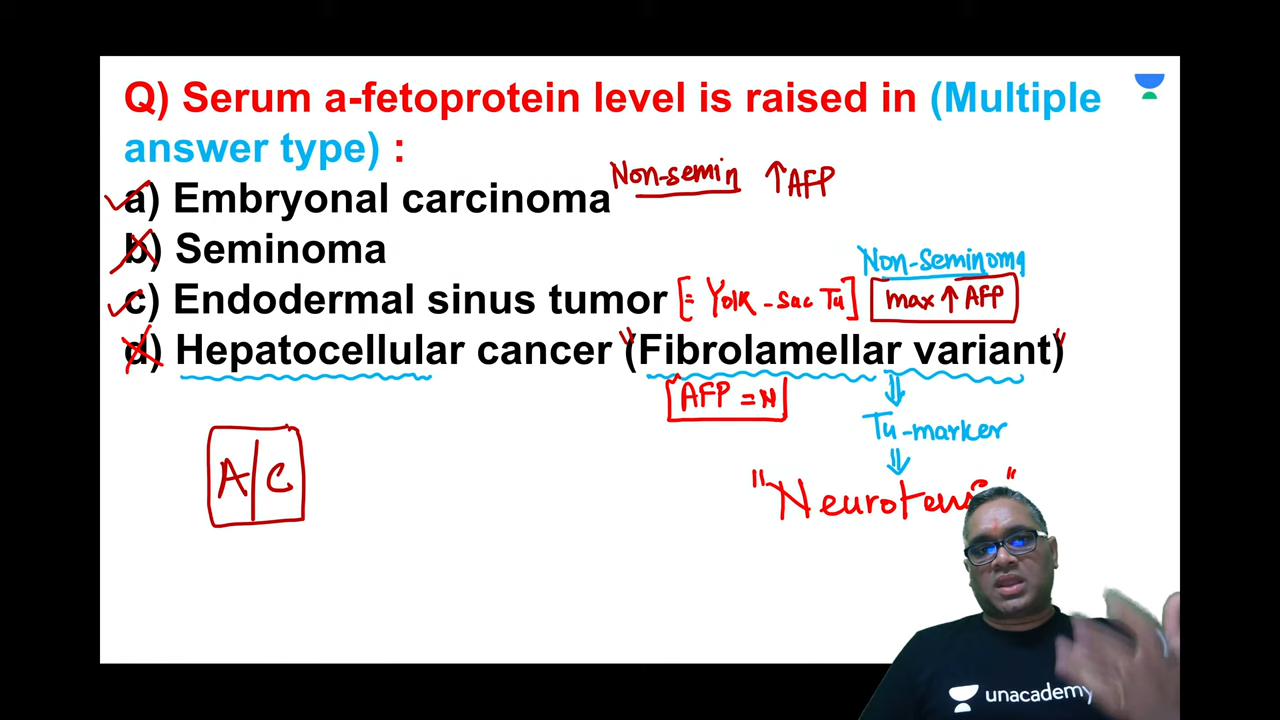 Q) Serum a-fetoprotein level is raised in (Multiple
answer type) :
a) Embryonal carcinoma Non-semin ↑ AFP
b) Seminoma
Non-Seminoma
c) Endodermal sinus tumor [= Yolk-sac Tu] max ↑ AFP
d) Hepatocellular cancer "(Fibrolamellar variant)"
[AFP = N]
Tu-marker
A|C
unacademy